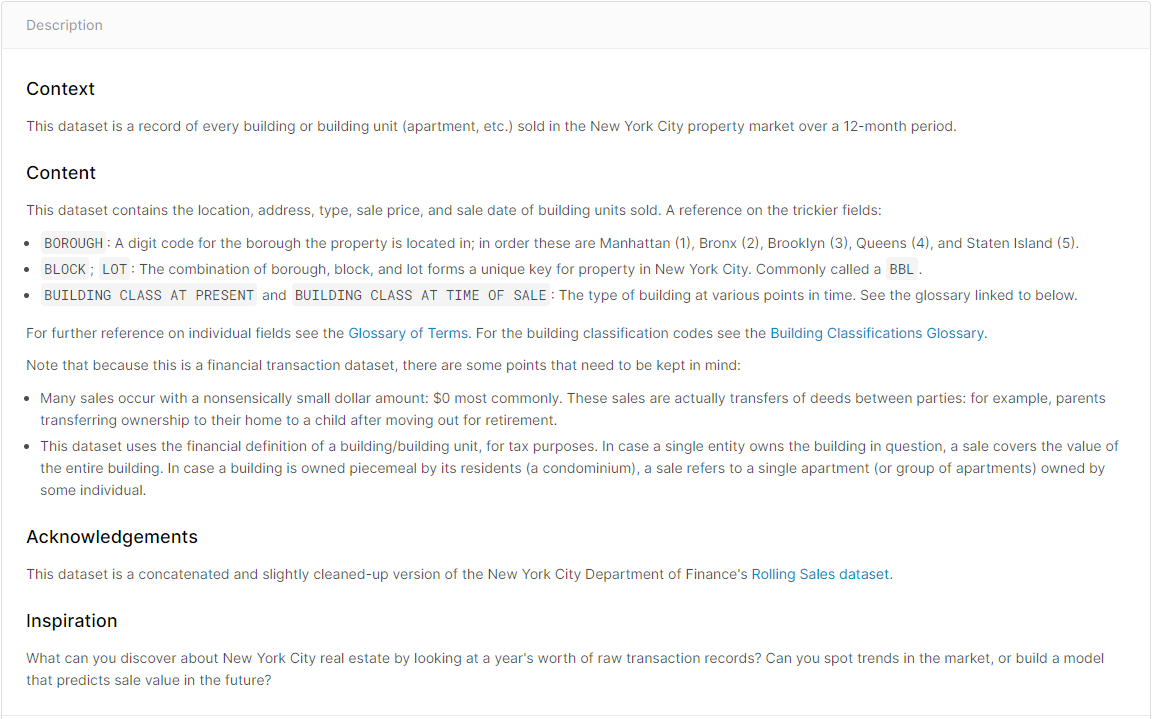 Description
Context
This dataset is a record of every building or building unit (apartment, etc.) sold in the New York City property market over a 12-month period.
Content
This dataset contains the location, address, type, sale price, and sale date of building units sold. A reference on the trickier fields:
• BOROUGH: A digit code for the borough the property is located in; in order these are Manhattan (1), Bronx (2), Brooklyn (3), Queens (4), and Staten Island (5).
• BLOCK; LOT: The combination of borough, block, and lot forms a unique key for property in New York City. Commonly called a BBL.
• BUILDING CLASS AT PRESENT and BUILDING CLASS AT TIME OF SALE: The type of building at various points in time. See the glossary linked to below.
For further reference on individual fields see the Glossary of Terms. For the building classification codes see the Building Classifications Glossary.
Note that because this is a financial transaction dataset, there are some points that need to be kept in mind:
• Many sales occur with a nonsensically small dollar amount: $0 most commonly. These sales are actually transfers of deeds between parties: for example, parents
transferring ownership to their home to a child after moving out for retirement.
• This dataset uses the financial definition of a building/building unit, for tax purposes. In case a single entity owns the building in question, a sale covers the value of
the entire building. In case a building is owned piecemeal by its residents (a condominium), a sale refers to a single apartment (or group of apartments) owned by
some individual.
Acknowledgements
This dataset is a concatenated and slightly cleaned-up version of the New York City Department of Finance's Rolling Sales dataset.
Inspiration
What can you discover about New York City real estate by looking at a year's worth of raw transaction records? Can you spot trends in the market, or build a model
that predicts sale value in the future?